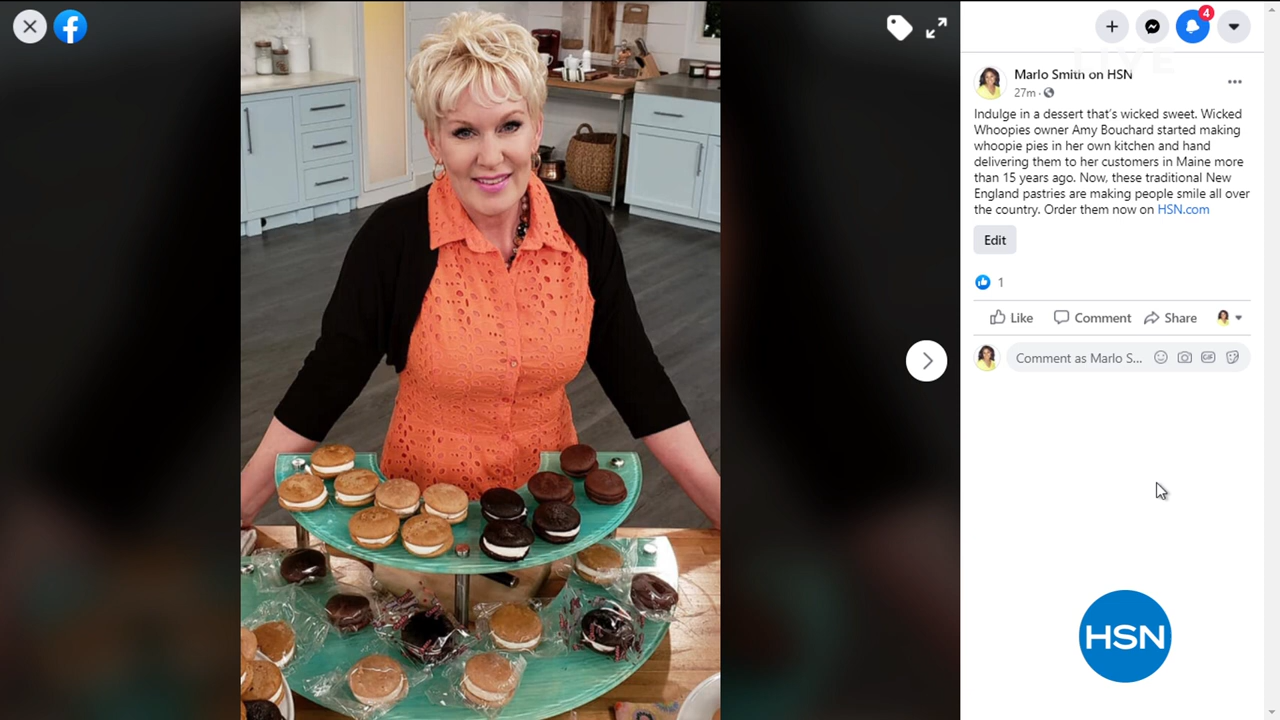 4
LIVE
Marlo Smith on HSN
27m ·
Indulge in a dessert that's wicked sweet. Wicked
Whoopies owner Amy Bouchard started making
whoopie pies in her own kitchen and hand
delivering them to her customers in Maine more
than 15 years ago. Now, these traditional New
England pastries are making people smile all over
the country. Order them now on HSN.com
Edit
1
Like Comment Share
Comment as Marlo S... GIF
HSN